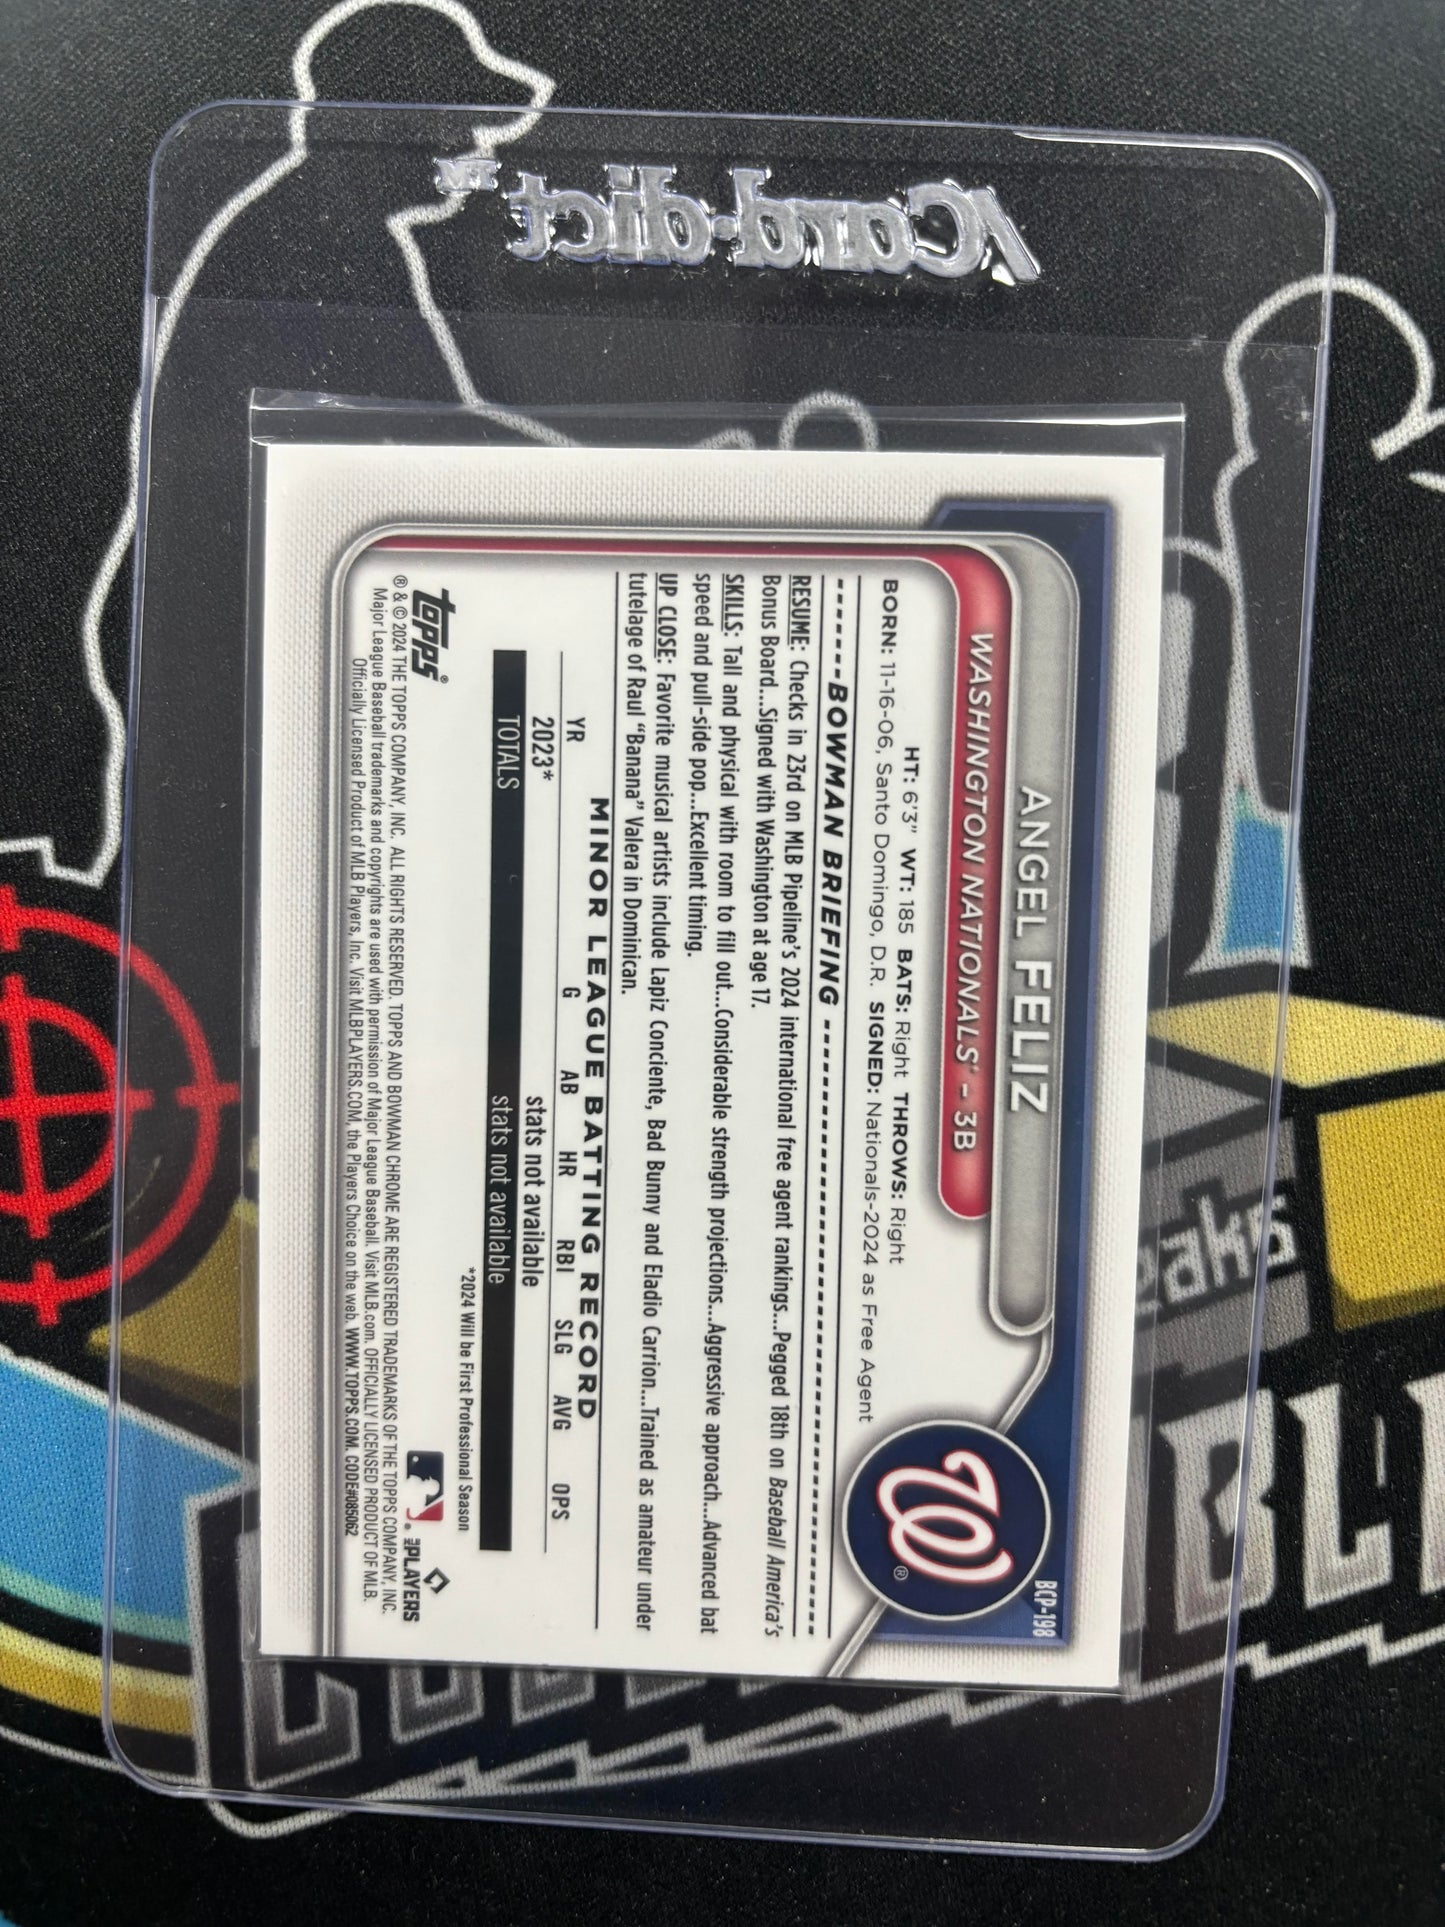 /Card·dict™
BCP-198
ANGEL FELIZ
WASHINGTON NATIONALS® – 3B
HT: 6'3" WT: 185 BATS: Right THROWS: Right
BORN: 11-16-06, Santo Domingo, D.R. SIGNED: Nationals-2024 as Free Agent
BOWMAN BRIEFING
RESUME: Checks in 23rd on MLB Pipeline's 2024 international free agent rankings...Pegged 18th on Baseball America's
Bonus Board...Signed with Washington at age 17.
SKILLS: Tall and physical with room to fill out...Considerable strength projections...Aggressive approach...Advanced bat
speed and pull-side pop...Excellent timing.
UP CLOSE: Favorite musical artists include Lapiz Conciente, Bad Bunny and Eladio Carrion...Trained as amateur under
tutelage of Raul "Banana" Valera in Dominican.
MINOR LEAGUE BATTING RECORD
YR G AB HR RBI SLG AVG OPS
2023* stats not available
TOTALS stats not available
*2024 Will be First Professional Season
topps®
MLB PLAYERS
® & © 2024 THE TOPPS COMPANY, INC. ALL RIGHTS RESERVED. TOPPS AND BOWMAN CHROME ARE REGISTERED TRADEMARKS OF THE TOPPS COMPANY, INC.
Major League Baseball trademarks and copyrights are used with permission of Major League Baseball. Visit MLB.com. OFFICIALLY LICENSED PRODUCT OF MLB.
Officially Licensed Product of MLB Players, Inc. Visit MLBPLAYERS.COM, the Players Choice on the web. WWW.TOPPS.COM. CODE#085062